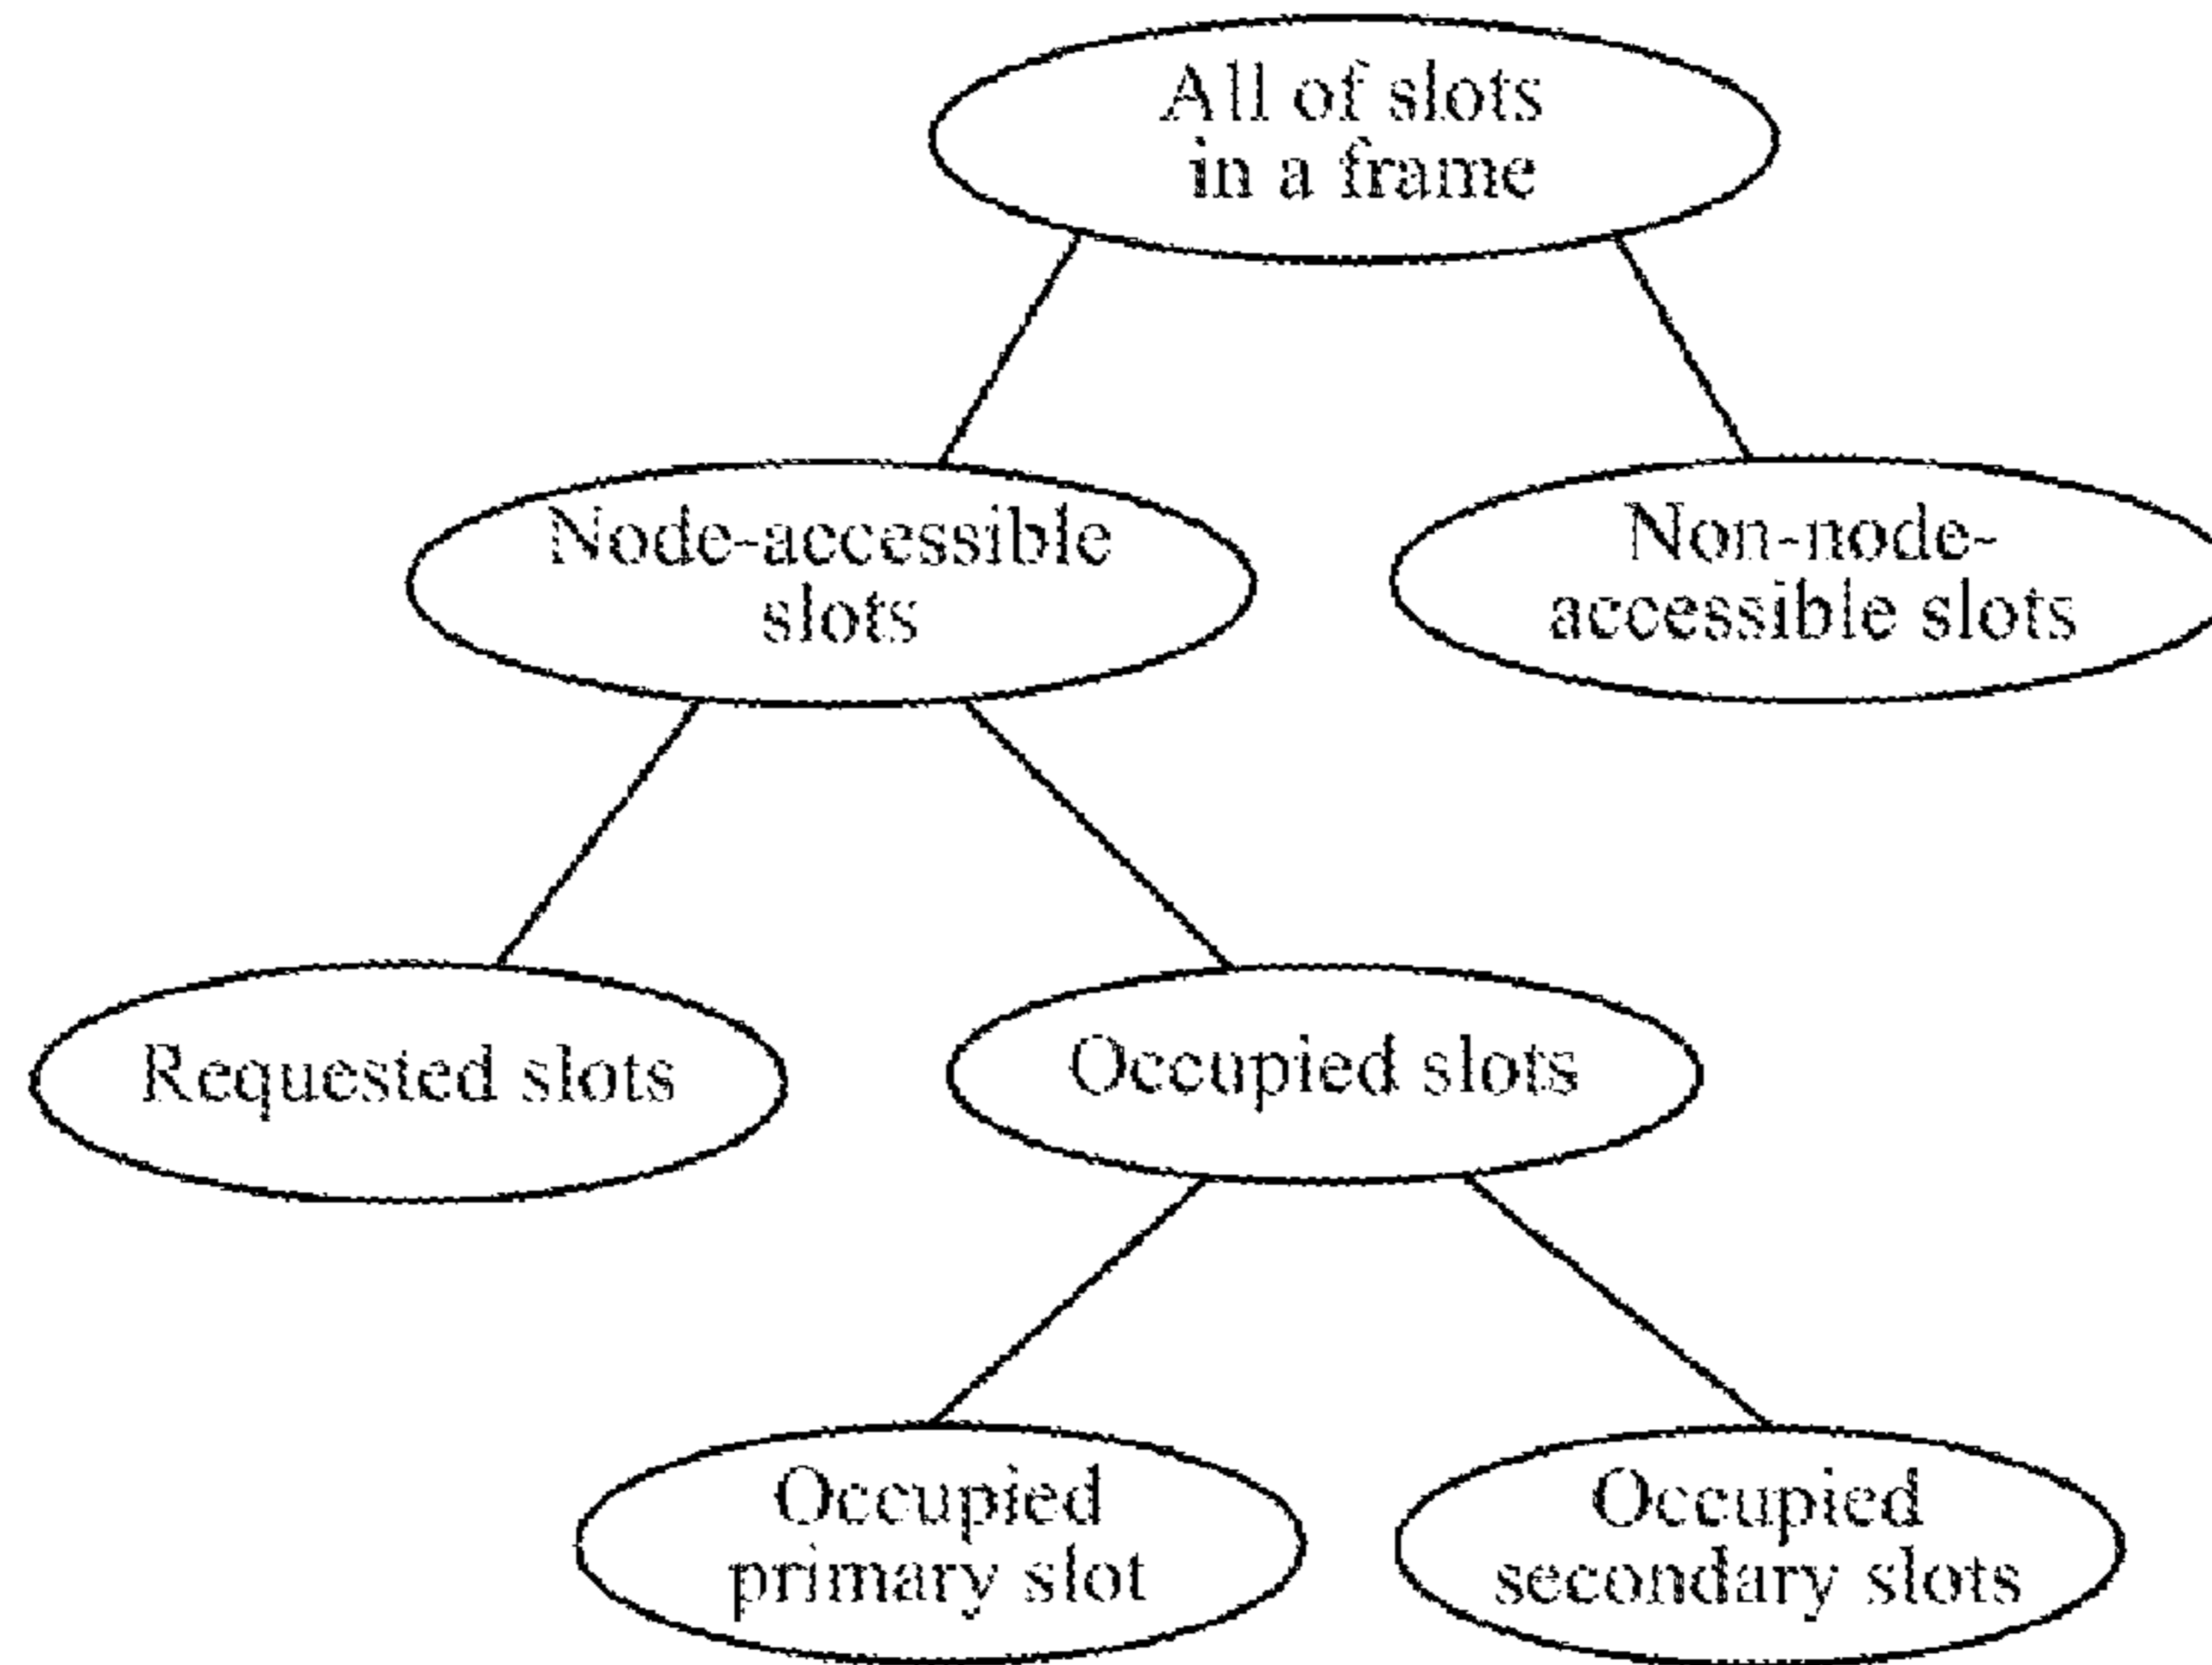 All of slots
in a frame
Node-accessible
slots
Non-node-
accessible slots
Requested slots
Occupied slots
Occupied
primary slot
Occupied
secondary slots